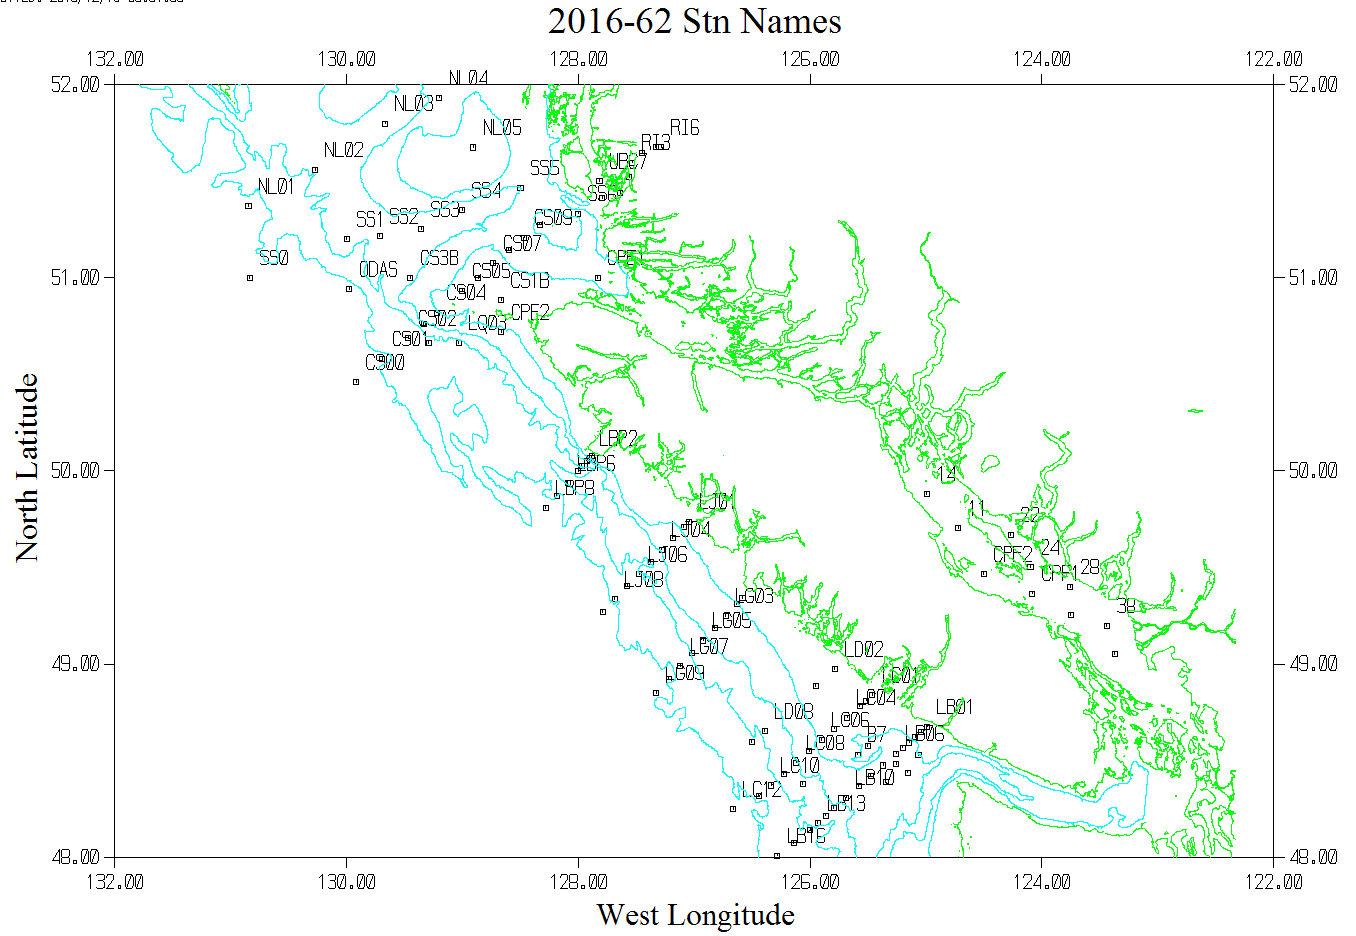 2016-62 Stn Names
132.00 130.00 128.00 126.00 124.00 122.00
52.00 52.00
NL04
NL03
NL05
RI6
RI3
NL02
SS5
NL01
SS4
SS3
SS2
SS1
CS09
CS07
SS0
CS3B
ODAS
CS05
CS1B
51.00 51.00
CS04
CPE2
CS02
LQ03
CS01
CS00
LBP2
LBP6
50.00 50.00
14
LBP8
LJ01
11
22
LJ04
24
LJ06
CPF2
28
CPF1
LJ08
LG03
38
LG05
LG07
LD02
49.00 49.00
LG09
LC01
LC04
LB01
LD08
LC06
B7
LB06
LC08
LC10
LB10
LC12
LB13
LB16
48.00 48.00
132.00 130.00 128.00 126.00 124.00 122.00
West Longitude
North Latitude